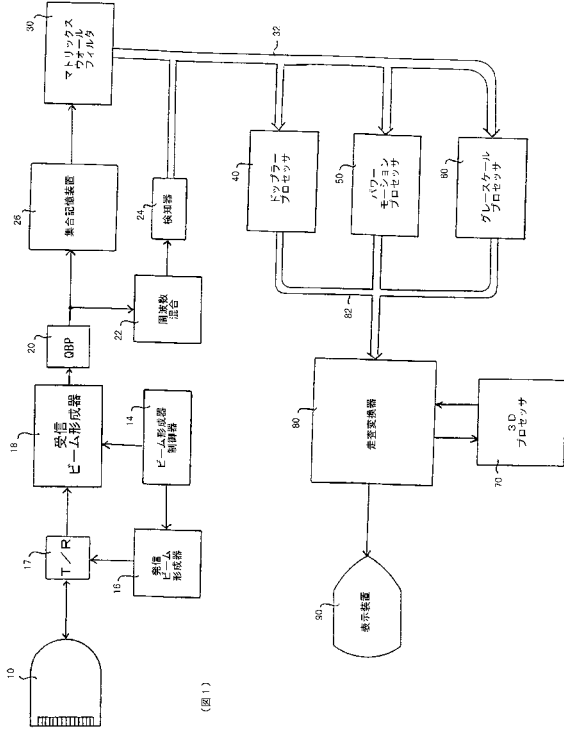 10
17
T/R
16
発信
ビーム
形成器
14
ビーム形成器
制御器
18
受信
ビーム形成器
20
QBP
22
周波数
混合
24
検知器
26
集合記憶装置
30
マトリックス
ウオール
フィルタ
32
40
ドップラー
プロセッサ
50
パワー
モーション
プロセッサ
60
グレースケール
プロセッサ
82
80
走査変換器
70
3D
プロセッサ
90
表示装置
(図1)